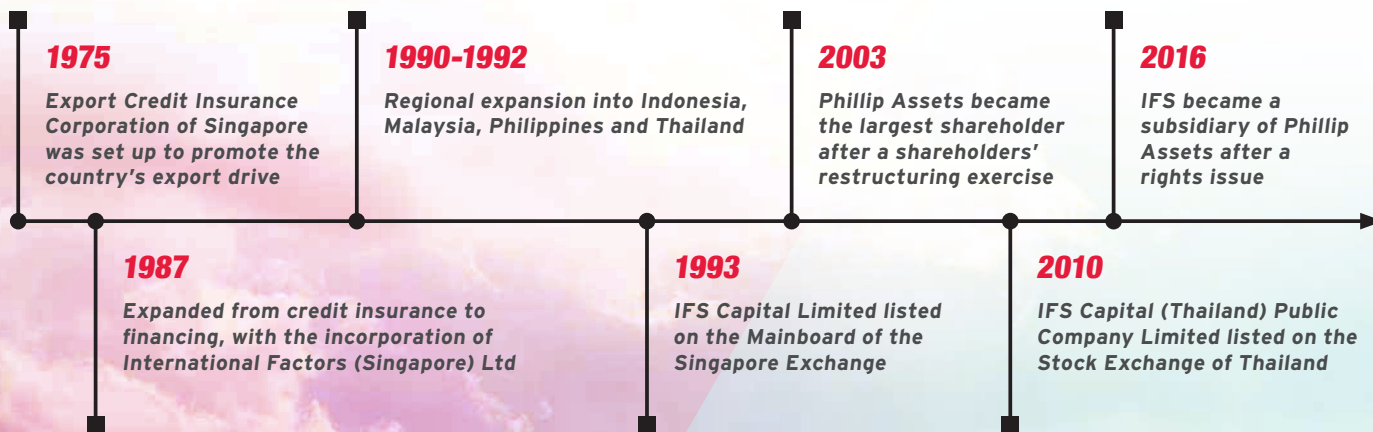 1975
Export Credit Insurance
Corporation of Singapore
was set up to promote the
country's export drive
1987
Expanded from credit insurance to
financing, with the incorporation of
International Factors (Singapore) Ltd
1990-1992
Regional expansion into Indonesia,
Malaysia, Philippines and Thailand
1993
IFS Capital Limited listed
on the Mainboard of the
Singapore Exchange
2003
Phillip Assets became
the largest shareholder
after a shareholders'
restructuring exercise
2010
IFS Capital (Thailand) Public
Company Limited listed on the
Stock Exchange of Thailand
2016
IFS became a
subsidiary of Phillip
Assets after a
rights issue